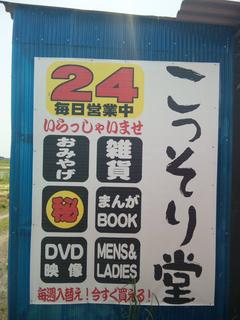 こっそり堂
24
毎日営業中
いらっしゃいませ
おみやげ
雑貨
㊙
まんが
BOOK
DVD
映像
MEN'S&
LADIES
毎週入替え!今すぐ買える!